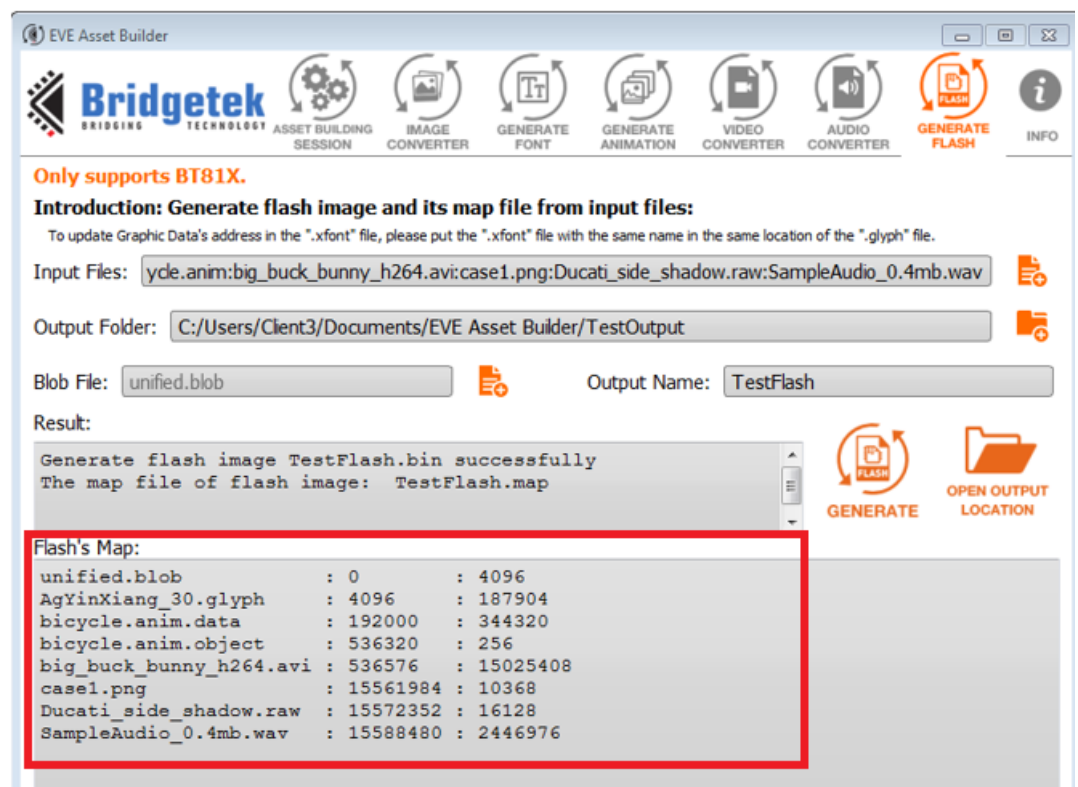 EVE Asset Builder
Bridgetek
BRIDGING TECHNOLOGY
ASSET BUILDING SESSION
IMAGE CONVERTER
GENERATE FONT
GENERATE ANIMATION
VIDEO CONVERTER
AUDIO CONVERTER
FLASH
GENERATE FLASH
INFO
Only supports BT81X.
Introduction: Generate flash image and its map file from input files:
To update Graphic Data's address in the ".xfont" file, please put the ".xfont" file with the same name in the same location of the ".glyph" file.
Input Files: ycle.anim:big_buck_bunny_h264.avi:case1.png:Ducati_side_shadow.raw:SampleAudio_0.4mb.wav
Output Folder: C:/Users/Client3/Documents/EVE Asset Builder/TestOutput
Blob File: unified.blob Output Name: TestFlash
Result:
Generate flash image TestFlash.bin successfully
The map file of flash image: TestFlash.map
FLASH
GENERATE
OPEN OUTPUT LOCATION
Flash's Map:
unified.blob : 0 : 4096
AgYinXiang_30.glyph : 4096 : 187904
bicycle.anim.data : 192000 : 344320
bicycle.anim.object : 536320 : 256
big_buck_bunny_h264.avi : 536576 : 15025408
case1.png : 15561984 : 10368
Ducati_side_shadow.raw : 15572352 : 16128
SampleAudio_0.4mb.wav : 15588480 : 2446976